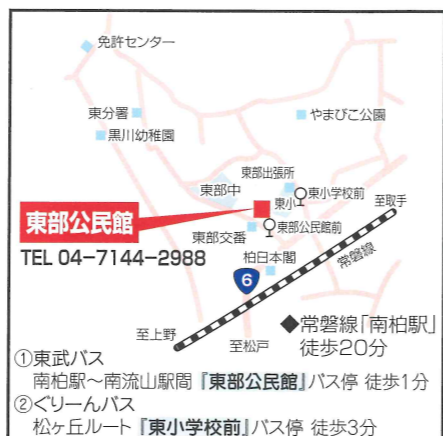 免許センター
東分署
黒川幼稚園
やまびこ公園
東部出張所
東部中
東小
東小学校前
至取手
東部公民館
東部公民館前
東部交番
TEL 04-7144-2988
柏日本閣
6
常磐線
至上野
至松戸
◆常磐線「南柏駅」
徒歩20分
①東武バス
南柏駅～南流山駅間『東部公民館』バス停 徒歩1分
②ぐりーんバス
松ヶ丘ルート『東小学校前』バス停 徒歩3分